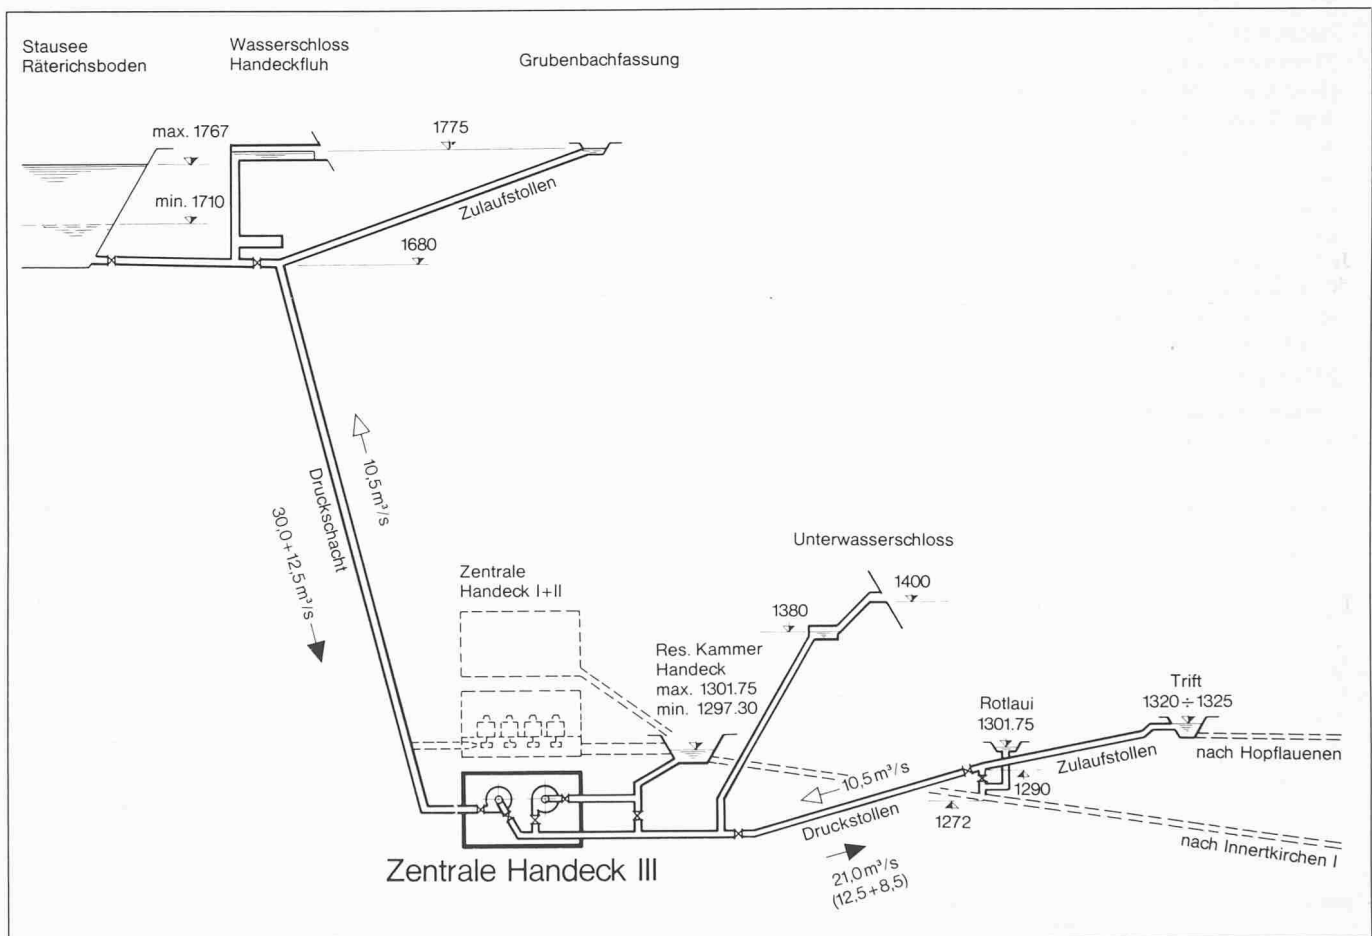 Stausee
Räterichsboden
Wasserschloss
Handeckfluh
Grubenbachfassung
max. 1767
1775
min. 1710
Zulaufstollen
1680
10,5 m³/s
Druckschacht
30,0+12,5 m³/s
Unterwasserschloss
Zentrale
Handeck I+II
1400
1380
Res. Kammer
Handeck
max. 1301.75
min. 1297.30
Trift
1320÷1325
Rotlaui
1301.75
nach Hopflauenen
Zulaufstollen
10,5 m³/s
1290
Druckstollen
1272
nach Innertkirchen I
Zentrale Handeck III
21,0 m³/s
(12,5+8,5)